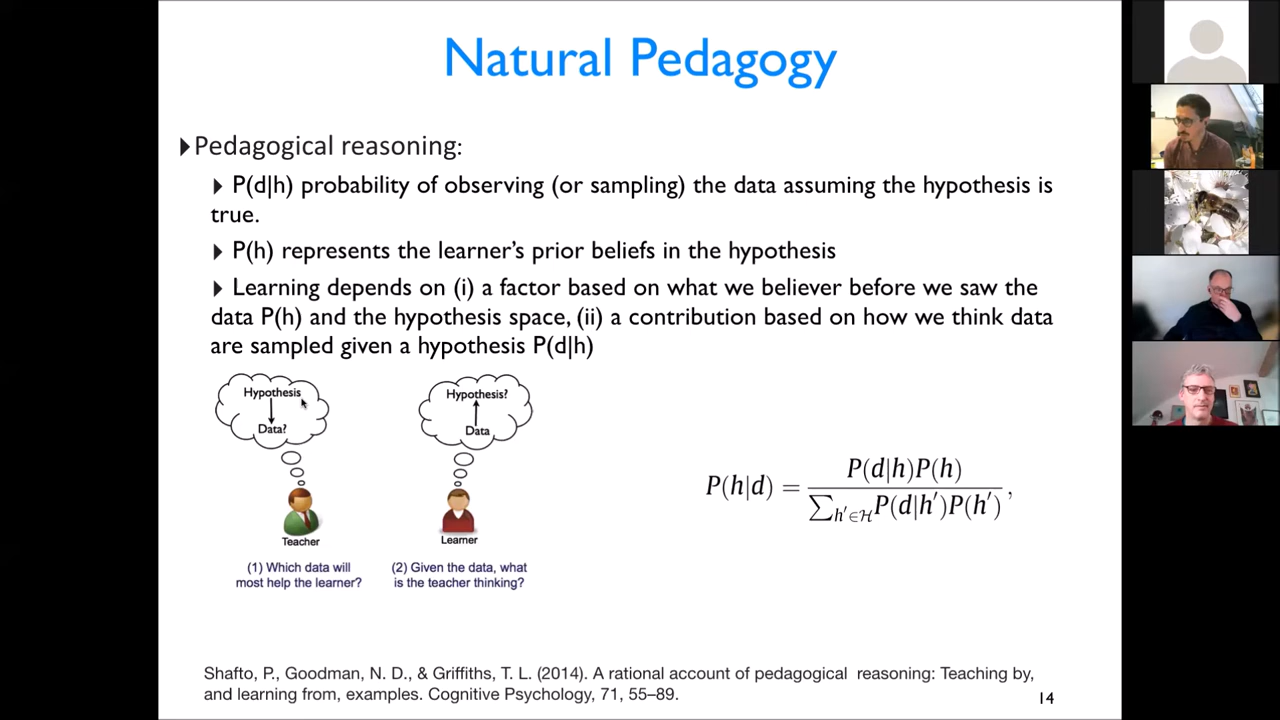 Natural Pedagogy
Pedagogical reasoning:
P(d|h) probability of observing (or sampling) the data assuming the hypothesis is
true.
P(h) represents the learner's prior beliefs in the hypothesis
Learning depends on (i) a factor based on what we believer before we saw the
data P(h) and the hypothesis space, (ii) a contribution based on how we think data
are sampled given a hypothesis P(d|h)
Hypothesis
Data?
Teacher
(1) Which data will
most help the learner?
Hypothesis?
Data
Learner
(2) Given the data, what
is the teacher thinking?
P(h|d) = P(d|h)P(h) / ∑h′∈ℋ P(d|h′)P(h′) ,
Shafto, P., Goodman, N. D., & Griffiths, T. L. (2014). A rational account of pedagogical reasoning: Teaching by,
and learning from, examples. Cognitive Psychology, 71, 55–89.
14